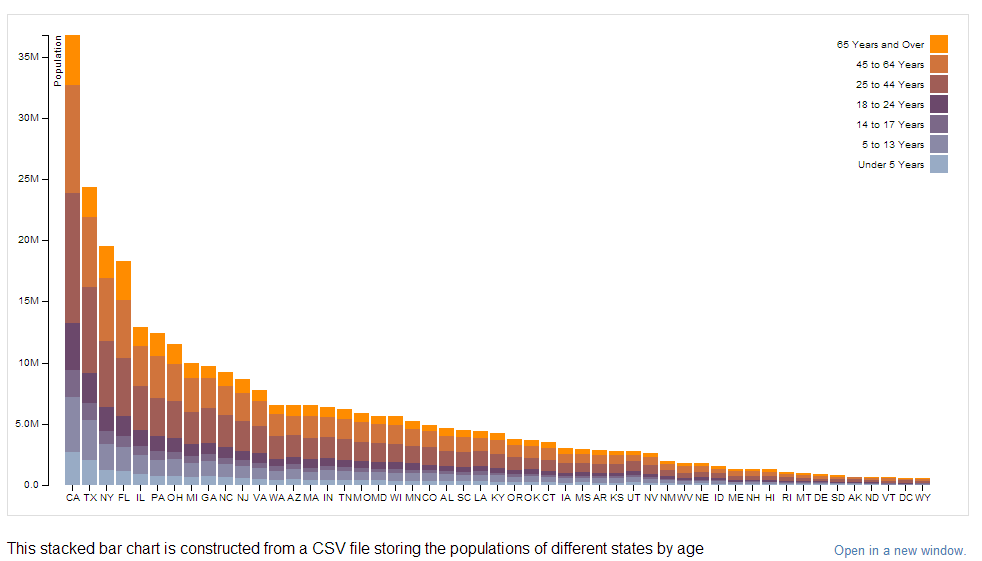 Population
35M
30M
25M
20M
15M
10M
5.0M
0.0
65 Years and Over
45 to 64 Years
25 to 44 Years
18 to 24 Years
14 to 17 Years
5 to 13 Years
Under 5 Years
CA TX NY FL IL PA OH MI GA NC NJ VA WA AZ MA IN TN MO MD WI MN CO AL SC LA KY OR OK CT IA MS AR KS UT NV NM WV NE ID ME NH HI RI MT DE SD AK ND VT DC WY
This stacked bar chart is constructed from a CSV file storing the populations of different states by age
Open in a new window.